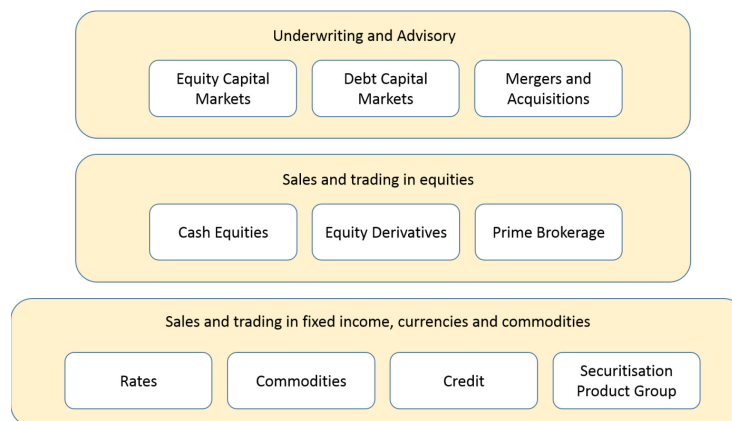 Underwriting and Advisory
Equity Capital
Markets
Debt Capital
Markets
Mergers and
Acquisitions
Sales and trading in equities
Cash Equities
Equity Derivatives
Prime Brokerage
Sales and trading in fixed income, currencies and commodities
Rates
Commodities
Credit
Securitisation
Product Group